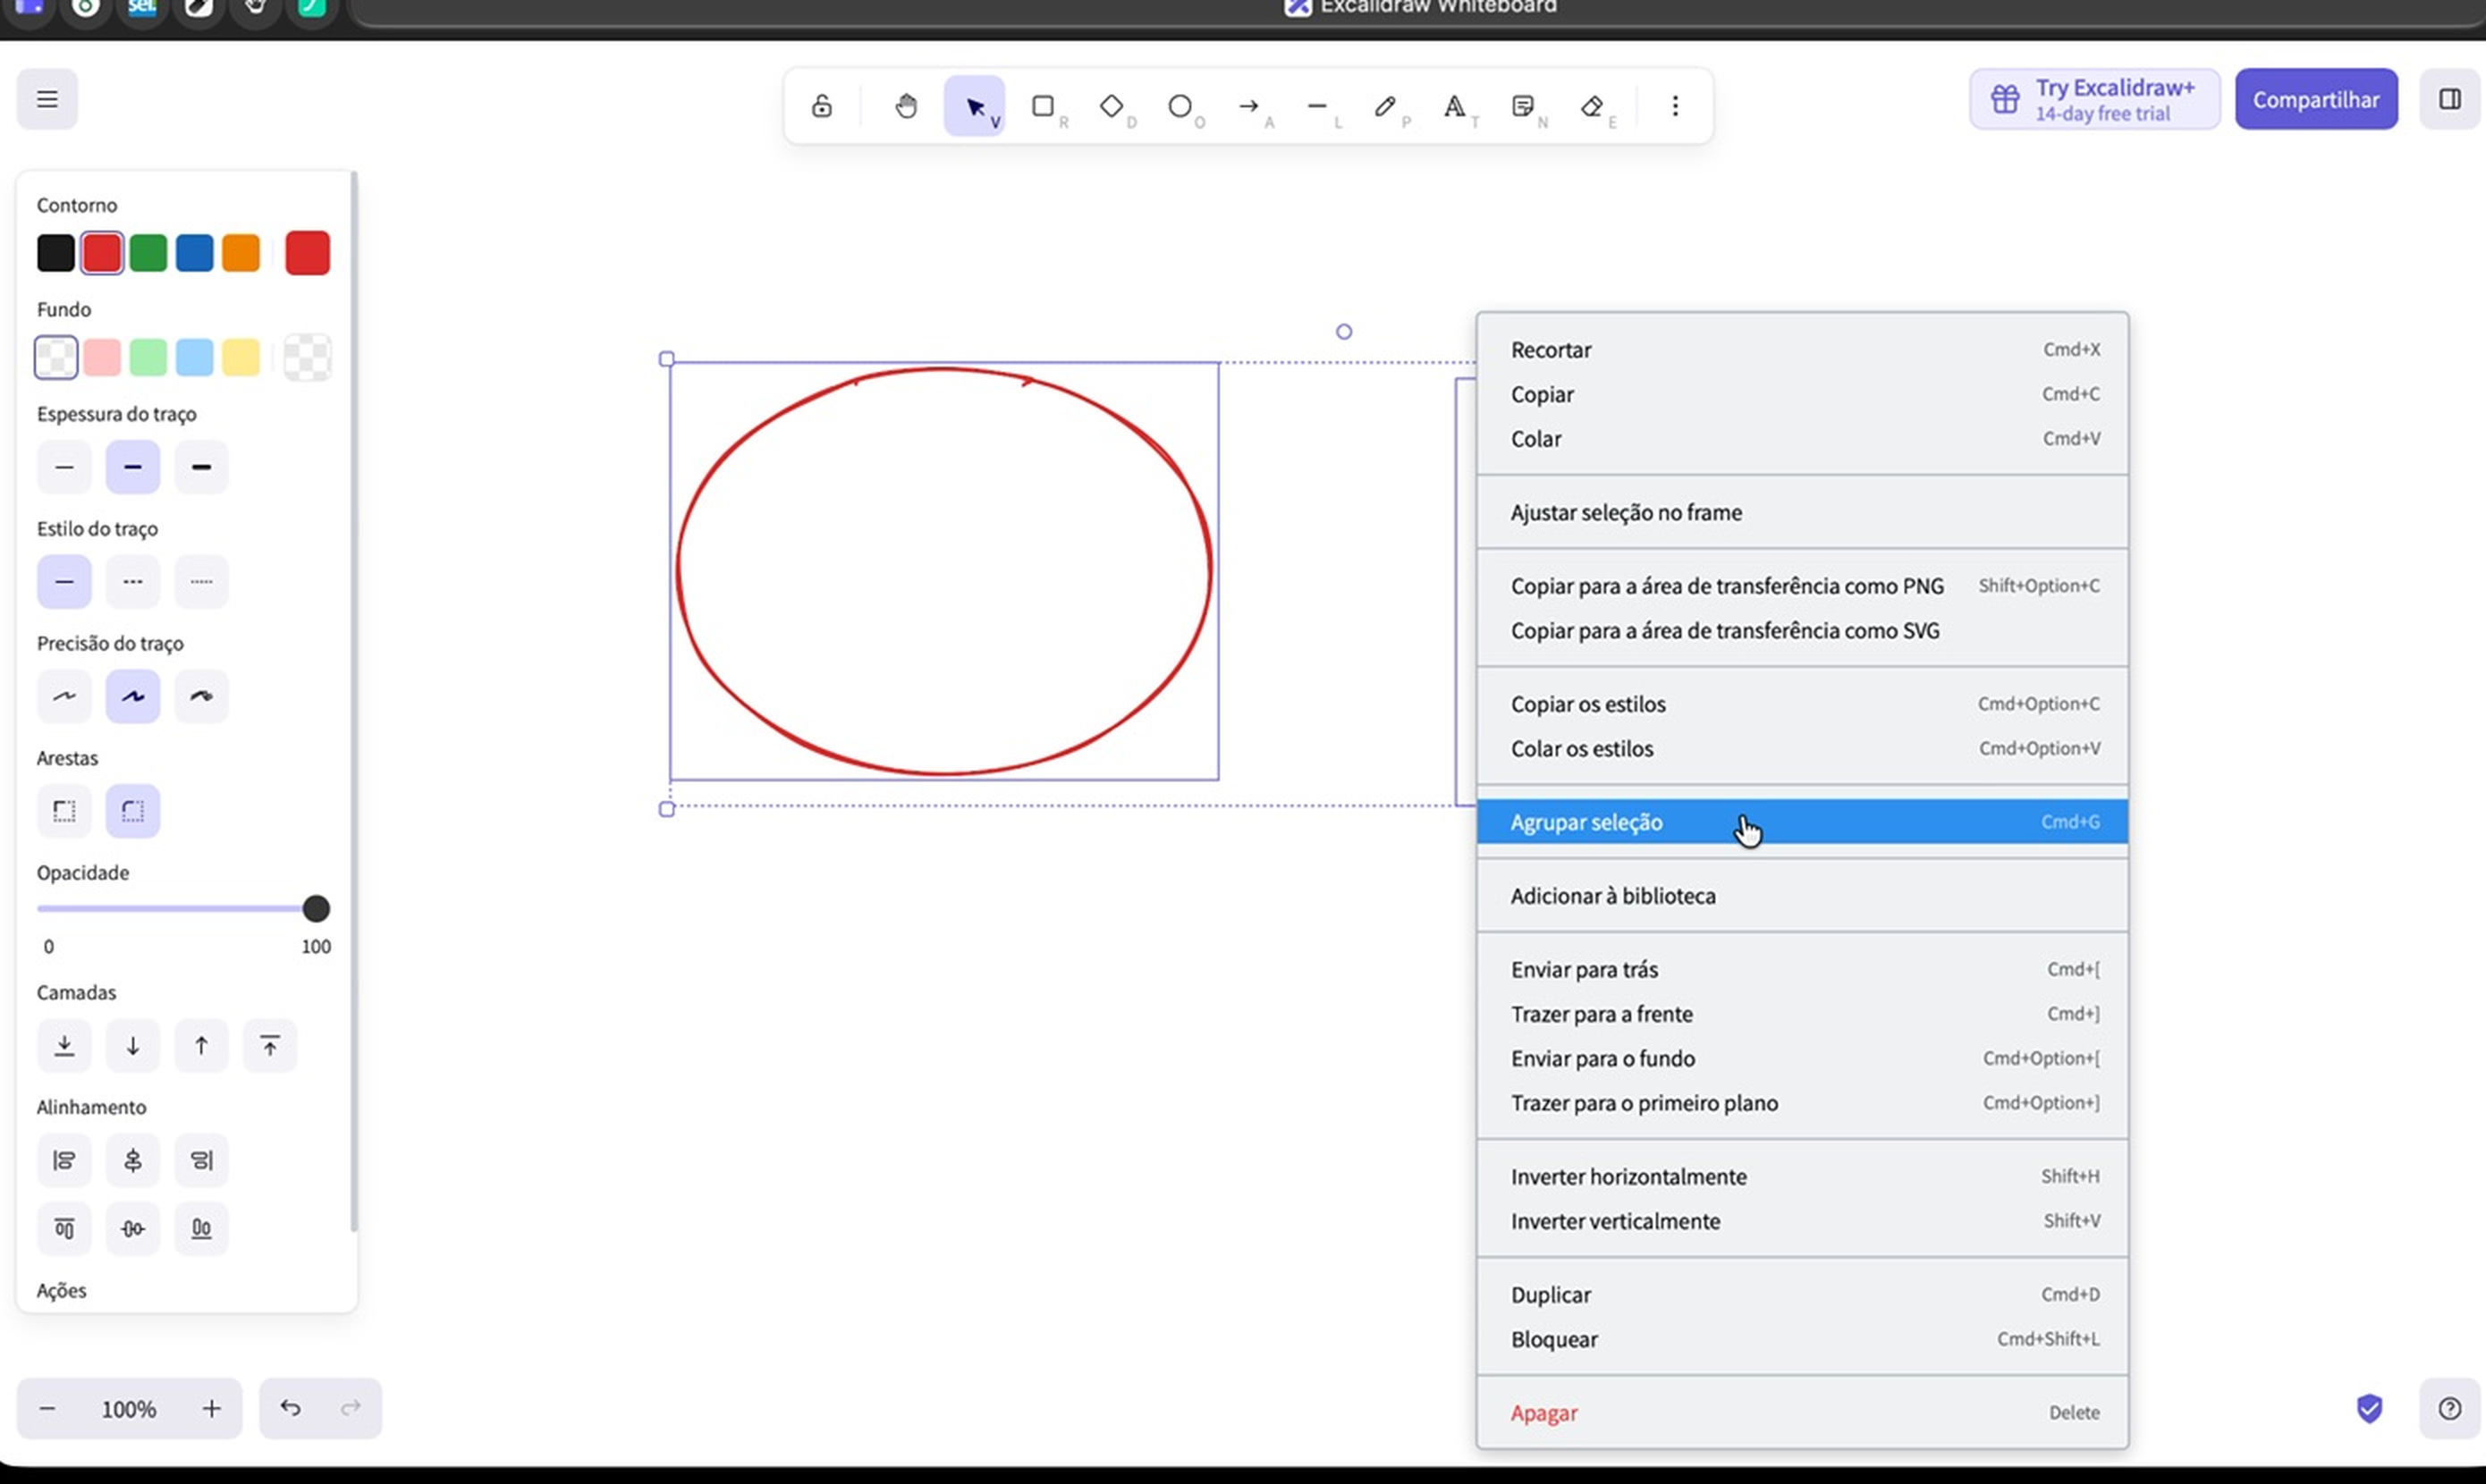 sel
Excalidraw Whiteboard
V
R
D
O
A
L
P
T
N
E
Try Excalidraw+
14-day free trial
Compartilhar
Contorno
Fundo
Espessura do traço
Estilo do traço
Precisão do traço
Arestas
Opacidade
0 100
Camadas
Alinhamento
Ações
100%
Recortar Cmd+X
Copiar Cmd+C
Colar Cmd+V
Ajustar seleção no frame
Copiar para a área de transferência como PNG Shift+Option+C
Copiar para a área de transferência como SVG
Copiar os estilos Cmd+Option+C
Colar os estilos Cmd+Option+V
Agrupar seleção Cmd+G
Adicionar à biblioteca
Enviar para trás Cmd+[
Trazer para a frente Cmd+]
Enviar para o fundo Cmd+Option+[
Trazer para o primeiro plano Cmd+Option+]
Inverter horizontalmente Shift+H
Inverter verticalmente Shift+V
Duplicar Cmd+D
Bloquear Cmd+Shift+L
Apagar Delete